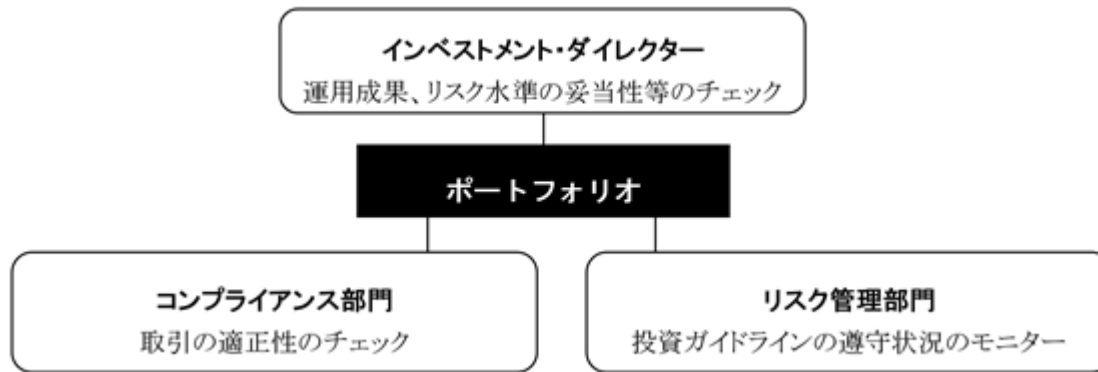 インベストメント・ダイレクター
運用成果、リスク水準の妥当性等のチェック
ポートフォリオ
コンプライアンス部門
取引の適正性のチェック
リスク管理部門
投資ガイドラインの遵守状況のモニター